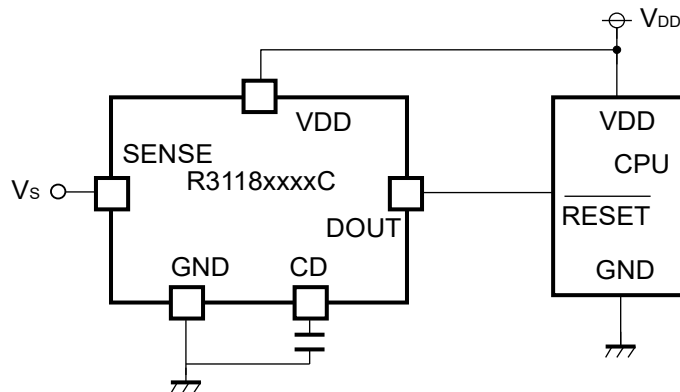 VDD
VDD
SENSE
R3118xxxxC
VS
DOUT
GND
CD
VDD
CPU
RESET
GND